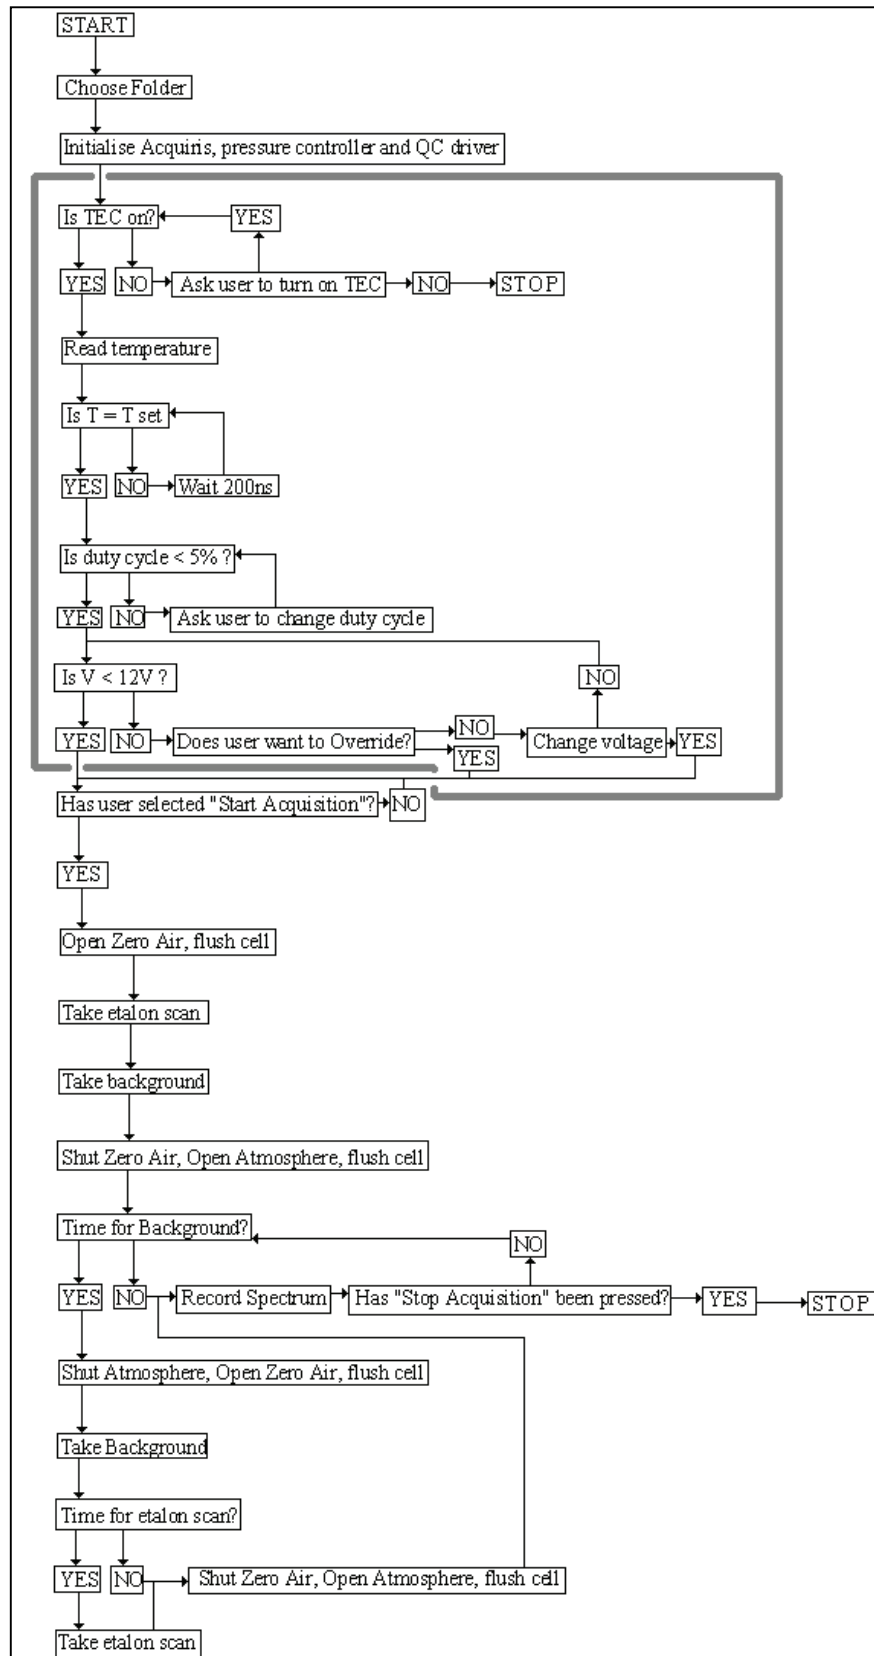 START
Choose Folder
Initialise Acquiris, pressure controller and QC driver
Is TEC on?
YES
YES
NO
Ask user to turn on TEC
NO
STOP
Read temperature
Is T = T set
YES
NO
Wait 200ns
Is duty cycle < 5% ?
YES
NO
Ask user to change duty cycle
Is V < 12V ?
NO
YES
NO
Does user want to Override?
NO
YES
Change voltage
YES
Has user selected "Start Acquisition"?
NO
YES
Open Zero Air, flush cell
Take etalon scan
Take background
Shut Zero Air, Open Atmosphere, flush cell
Time for Background?
NO
YES
NO
Record Spectrum
Has "Stop Acquisition" been pressed?
YES
STOP
Shut Atmosphere, Open Zero Air, flush cell
Take Background
Time for etalon scan?
YES
NO
Shut Zero Air, Open Atmosphere, flush cell
Take etalon scan